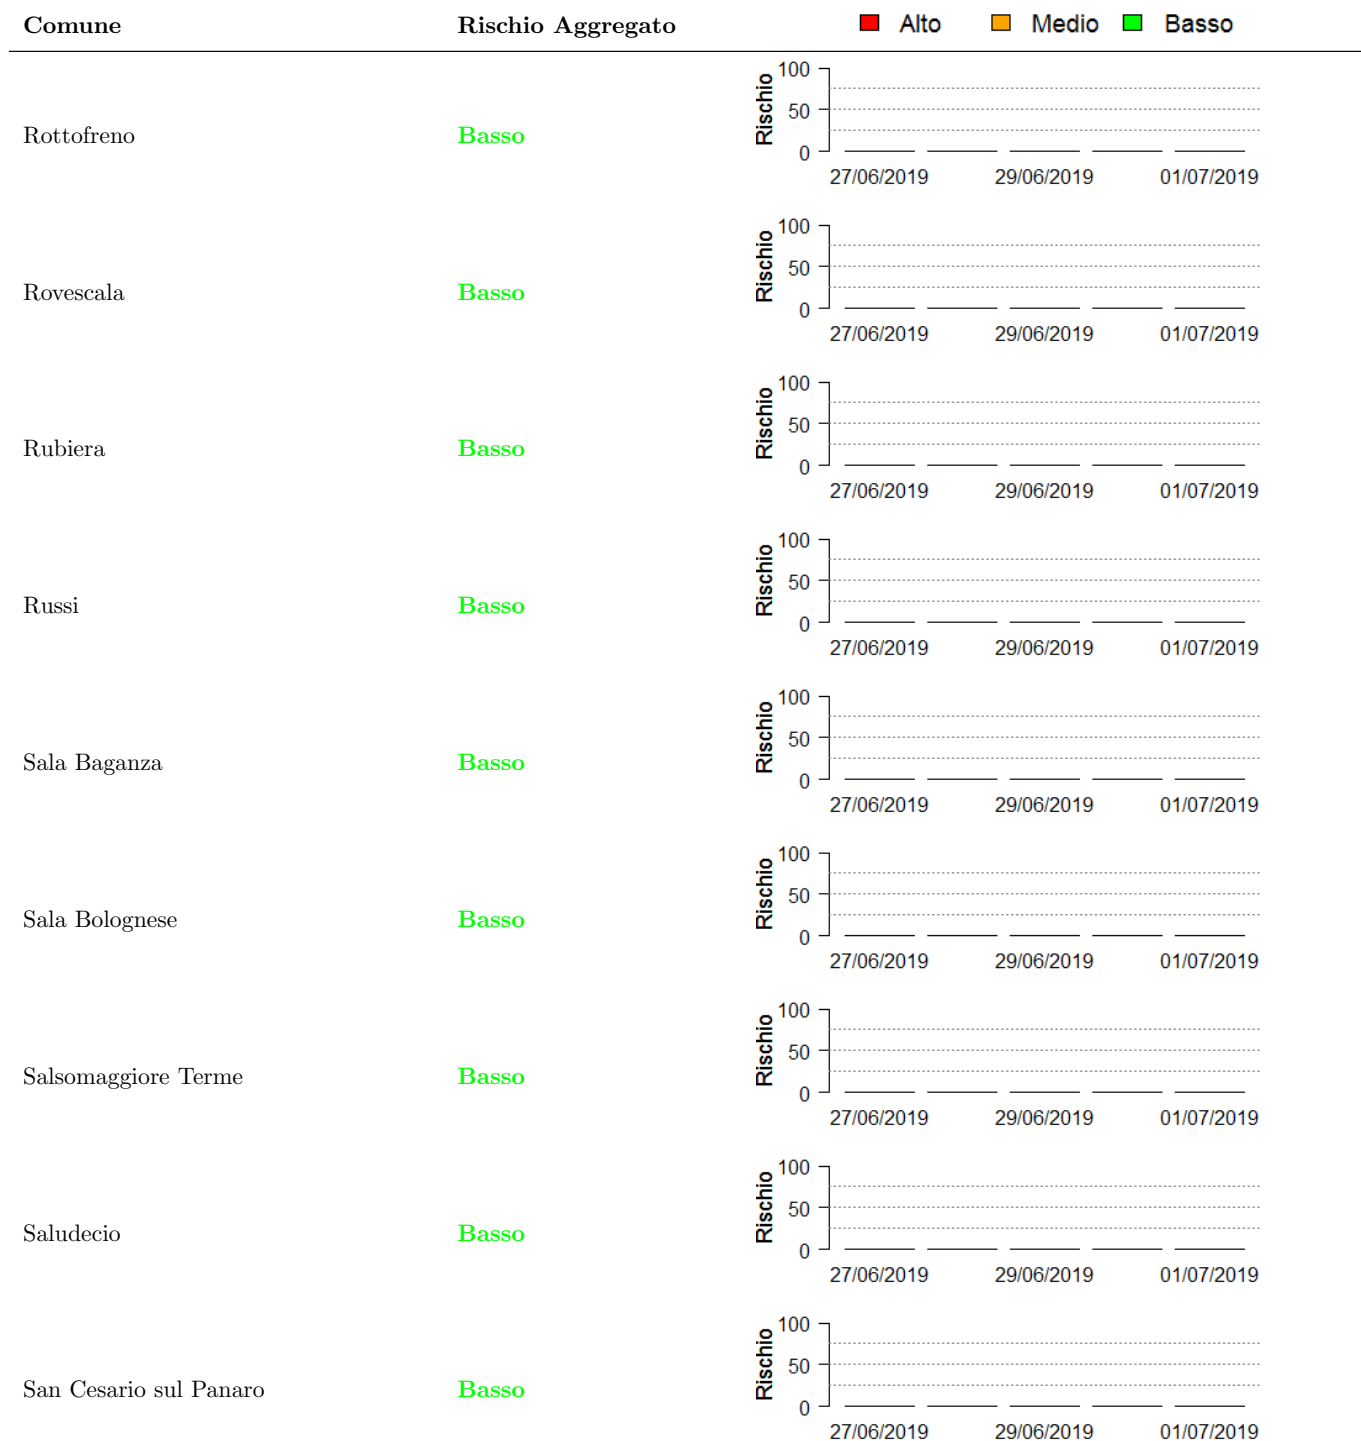 Comune Rischio Aggregato Alto Medio Basso
100
50
0
Rischio
Rottofreno Basso
27/06/2019 29/06/2019 01/07/2019
100
50
0
Rischio
Rovescala Basso
27/06/2019 29/06/2019 01/07/2019
100
50
0
Rischio
Rubiera Basso
27/06/2019 29/06/2019 01/07/2019
100
50
0
Rischio
Russi Basso
27/06/2019 29/06/2019 01/07/2019
100
50
0
Rischio
Sala Baganza Basso
27/06/2019 29/06/2019 01/07/2019
100
50
0
Rischio
Sala Bolognese Basso
27/06/2019 29/06/2019 01/07/2019
100
50
0
Rischio
Salsomaggiore Terme Basso
27/06/2019 29/06/2019 01/07/2019
100
50
0
Rischio
Saludecio Basso
27/06/2019 29/06/2019 01/07/2019
100
50
0
Rischio
San Cesario sul Panaro Basso
27/06/2019 29/06/2019 01/07/2019